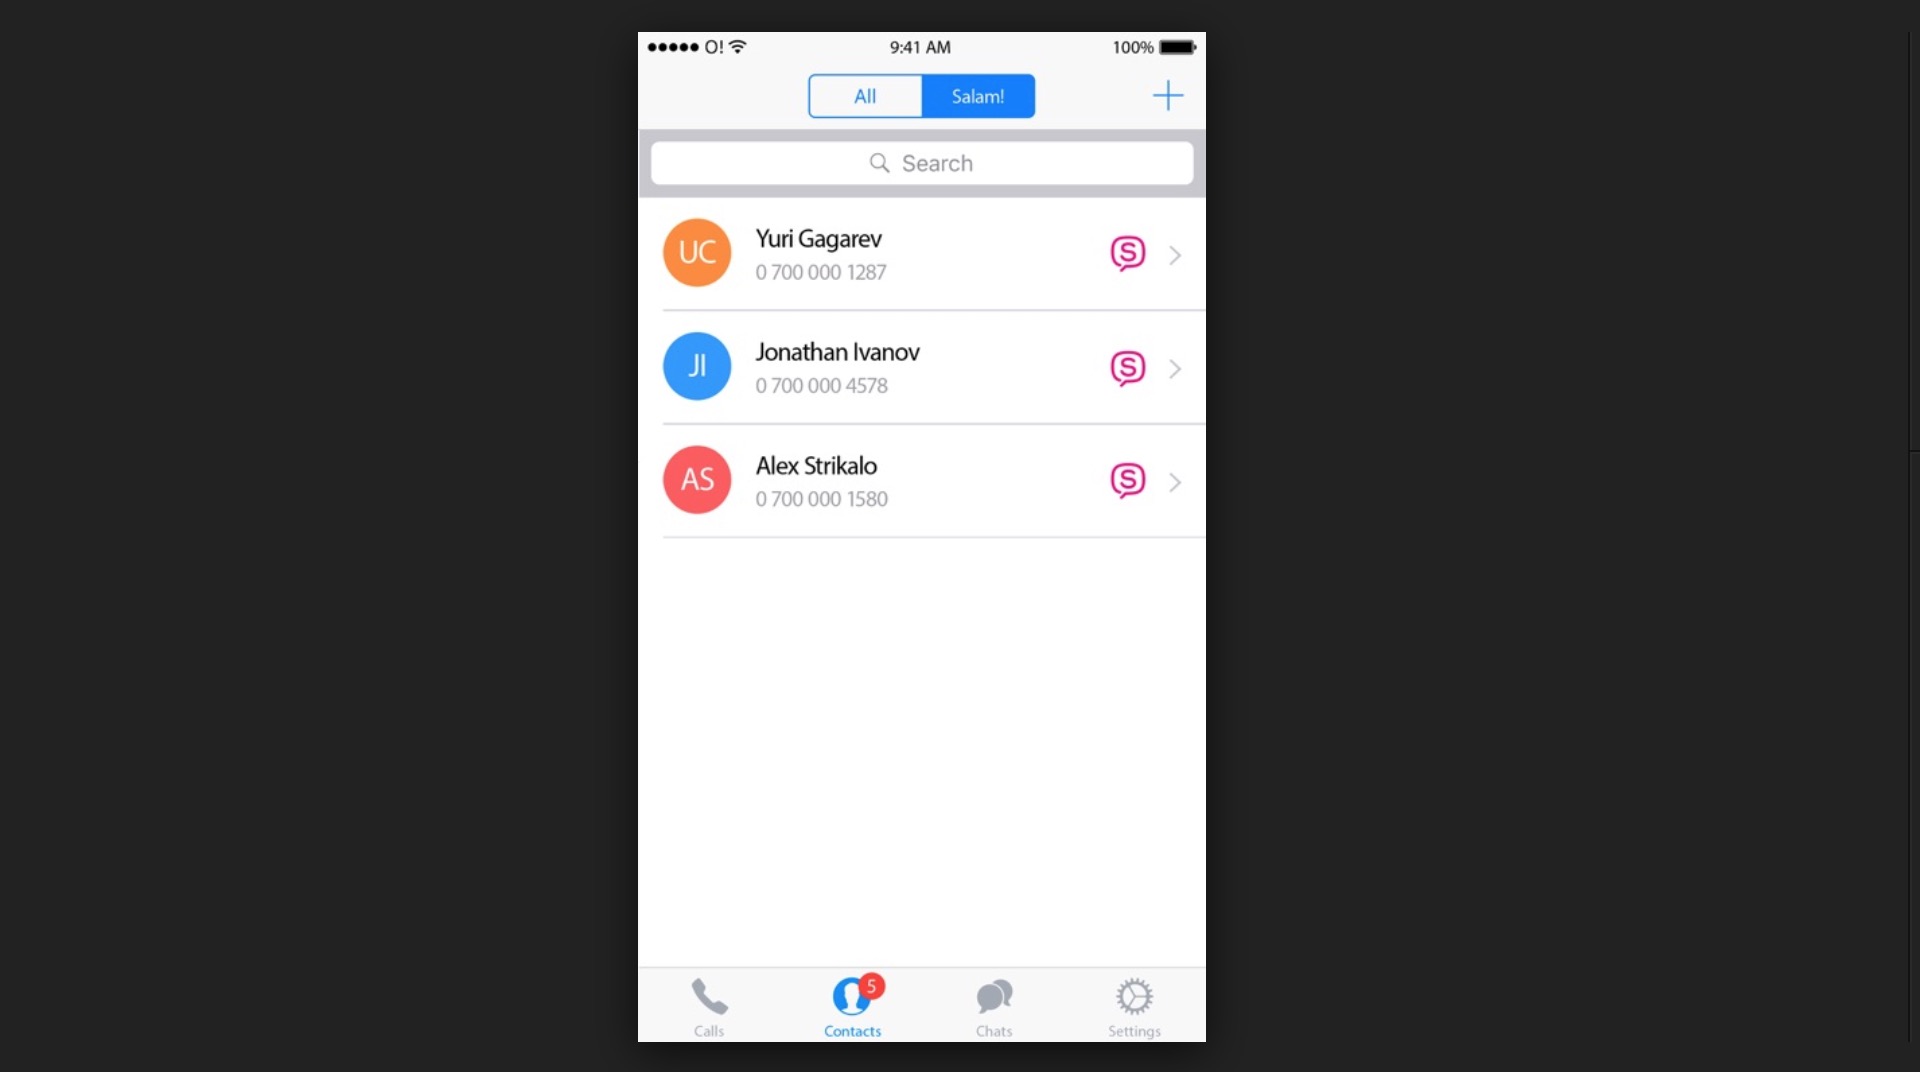 O! 9:41 AM 100%
All Salam!
Search
UC Yuri Gagarev
0 700 000 1287
S
JI Jonathan Ivanov
0 700 000 4578
S
AS Alex Strikalo
0 700 000 1580
S
5
Calls Contacts Chats Settings